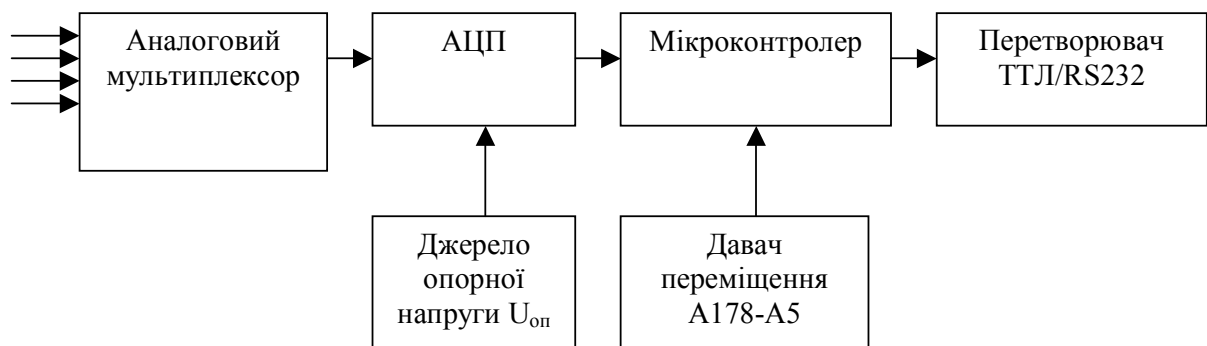 Аналоговий
мультиплексор
АЦП
Мікроконтролер
Перетворювач
ТТЛ/RS232
Джерело
опорної
напруги Uоп
Давач
переміщення
А178-А5